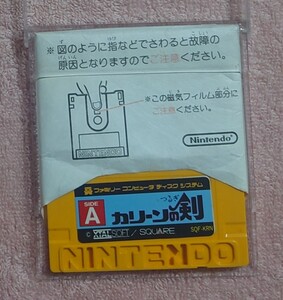 ※図のように指などでさわると故障の
原因となりますのでご注意ください。
※この磁気フィルム部分に
ご注意ください。
Nintendo
ファミリー コンピュータ ディスク システム
SIDE
A
つるぎ
カリーンの剣
SOFT / SQUARE
SQF-KRN
NINTENDO